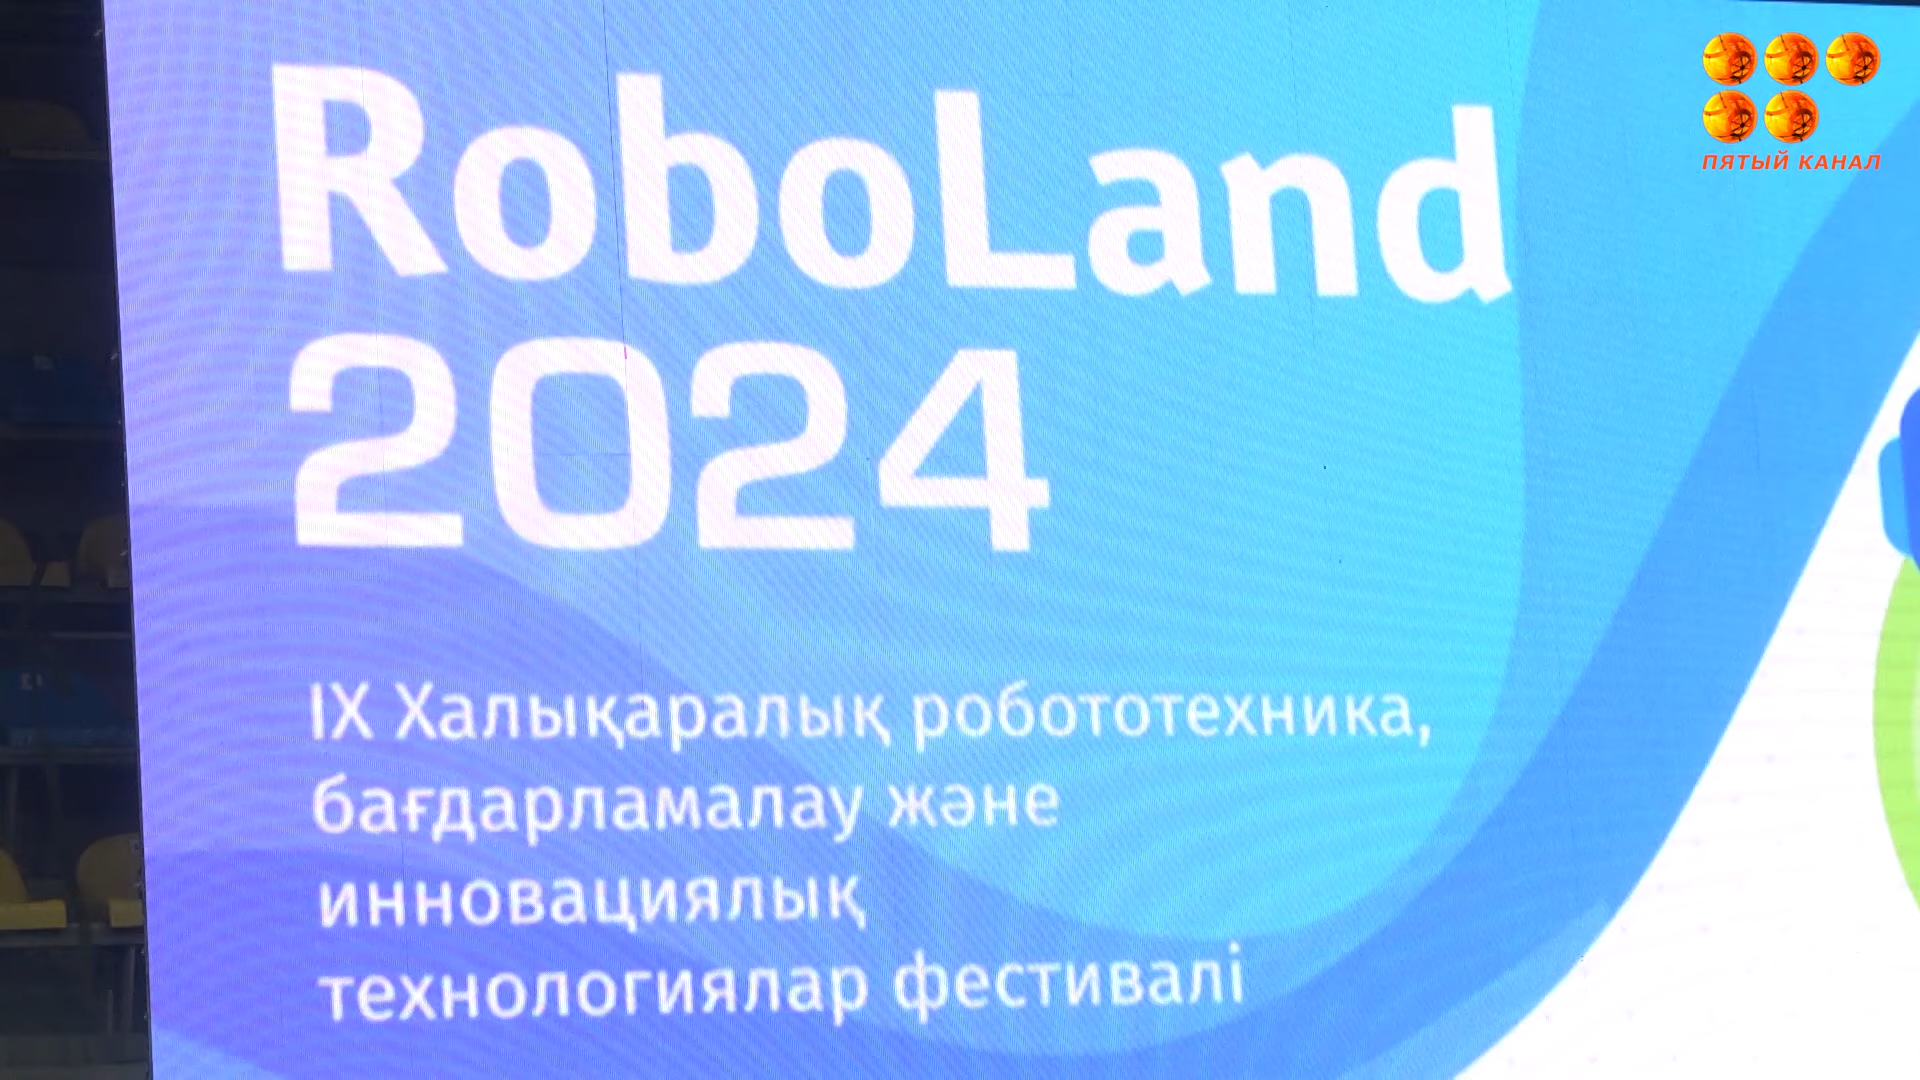 RoboLand
2024
IX Халықаралық робототехника,
бағдарламалау және
инновациялық
технологиялар фестивалі
ПЯТЫЙ КАНАЛ